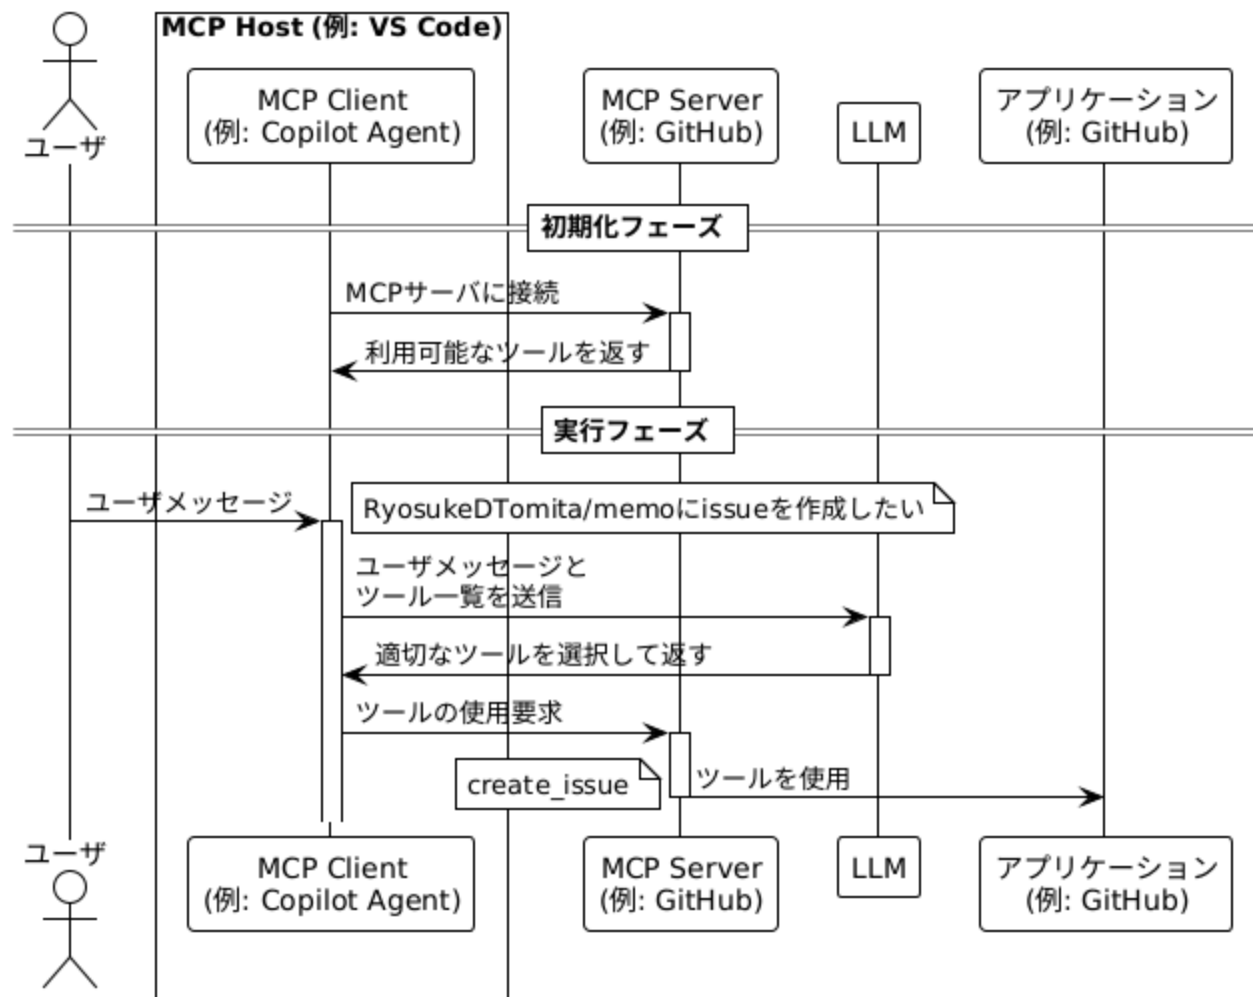 MCP Host (例: VS Code)
ユーザ
MCP Client
(例: Copilot Agent)
MCP Server
(例: GitHub)
LLM
アプリケーション
(例: GitHub)
初期化フェーズ
MCPサーバに接続
利用可能なツールを返す
実行フェーズ
ユーザメッセージ
RyosukeDTomita/memoにissueを作成したい
ユーザメッセージと
ツール一覧を送信
適切なツールを選択して返す
ツールの使用要求
create_issue
ツールを使用
ユーザ
MCP Client
(例: Copilot Agent)
MCP Server
(例: GitHub)
LLM
アプリケーション
(例: GitHub)